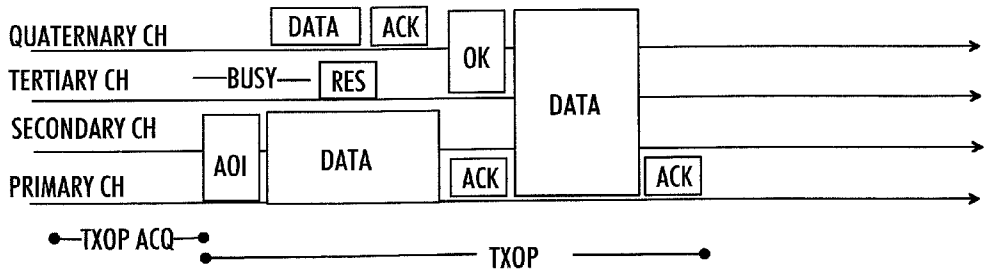 DATA ACK
QUATERNARY CH
OK
TERTIARY CH
BUSY RES
DATA
SECONDARY CH
AOI DATA
PRIMARY CH
ACK ACK
TXOP ACQ
TXOP